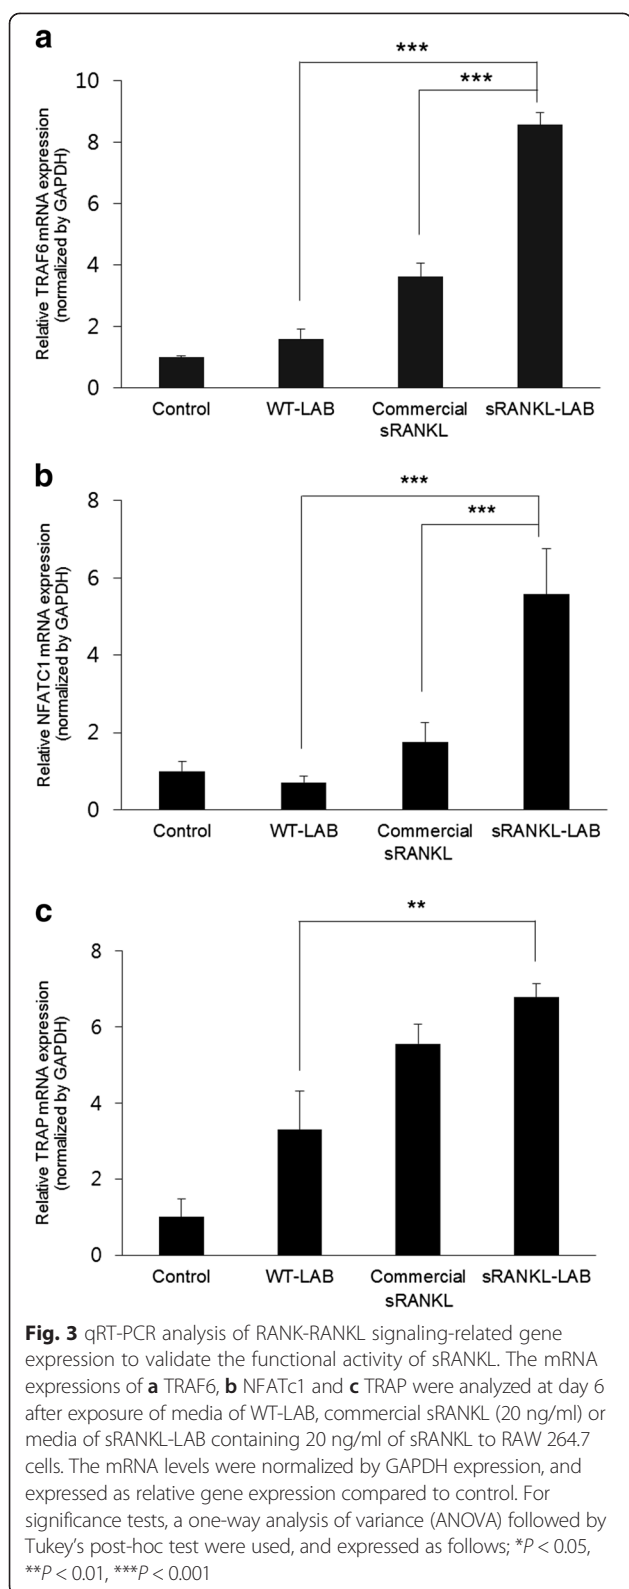 a
***
***
10
8
6
4
2
0
Relative TRAF6 mRNA expression
(normalized by GAPDH)
Control
WT-LAB
Commercial
sRANKL
sRANKL-LAB
b
***
***
8
6
4
2
0
Relative NFATC1 mRNA expression
(normalized by GAPDH)
Control
WT-LAB
Commercial
sRANKL
sRANKL-LAB
c
**
8
6
4
2
0
Relative TRAP mRNA expression
(normalized by GAPDH)
Control
WT-LAB
Commercial
sRANKL
sRANKL-LAB
Fig. 3 qRT-PCR analysis of RANK-RANKL signaling-related gene
expression to validate the functional activity of sRANKL. The mRNA
expressions of a TRAF6, b NFATc1 and c TRAP were analyzed at day 6
after exposure of media of WT-LAB, commercial sRANKL (20 ng/ml) or
media of sRANKL-LAB containing 20 ng/ml of sRANKL to RAW 264.7
cells. The mRNA levels were normalized by GAPDH expression, and
expressed as relative gene expression compared to control. For
significance tests, a one-way analysis of variance (ANOVA) followed by
Tukey's post-hoc test were used, and expressed as follows; *P < 0.05,
**P < 0.01, ***P < 0.001